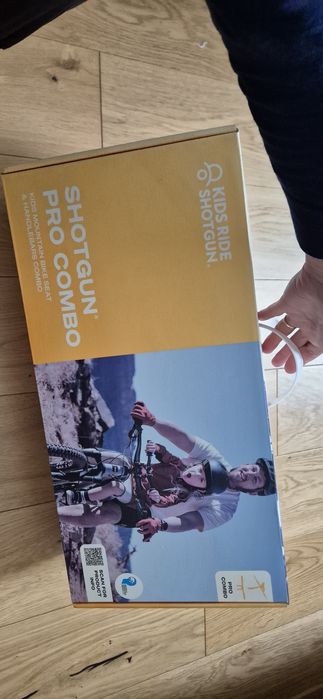 KIDS RIDE
SHOTGUN®
SHOTGUN®
PRO COMBO
KIDS MOUNTAIN BIKE SEAT
& HANDLEBARS COMBO
SCAN FOR
PRODUCT
INFO
PRO
COMBO